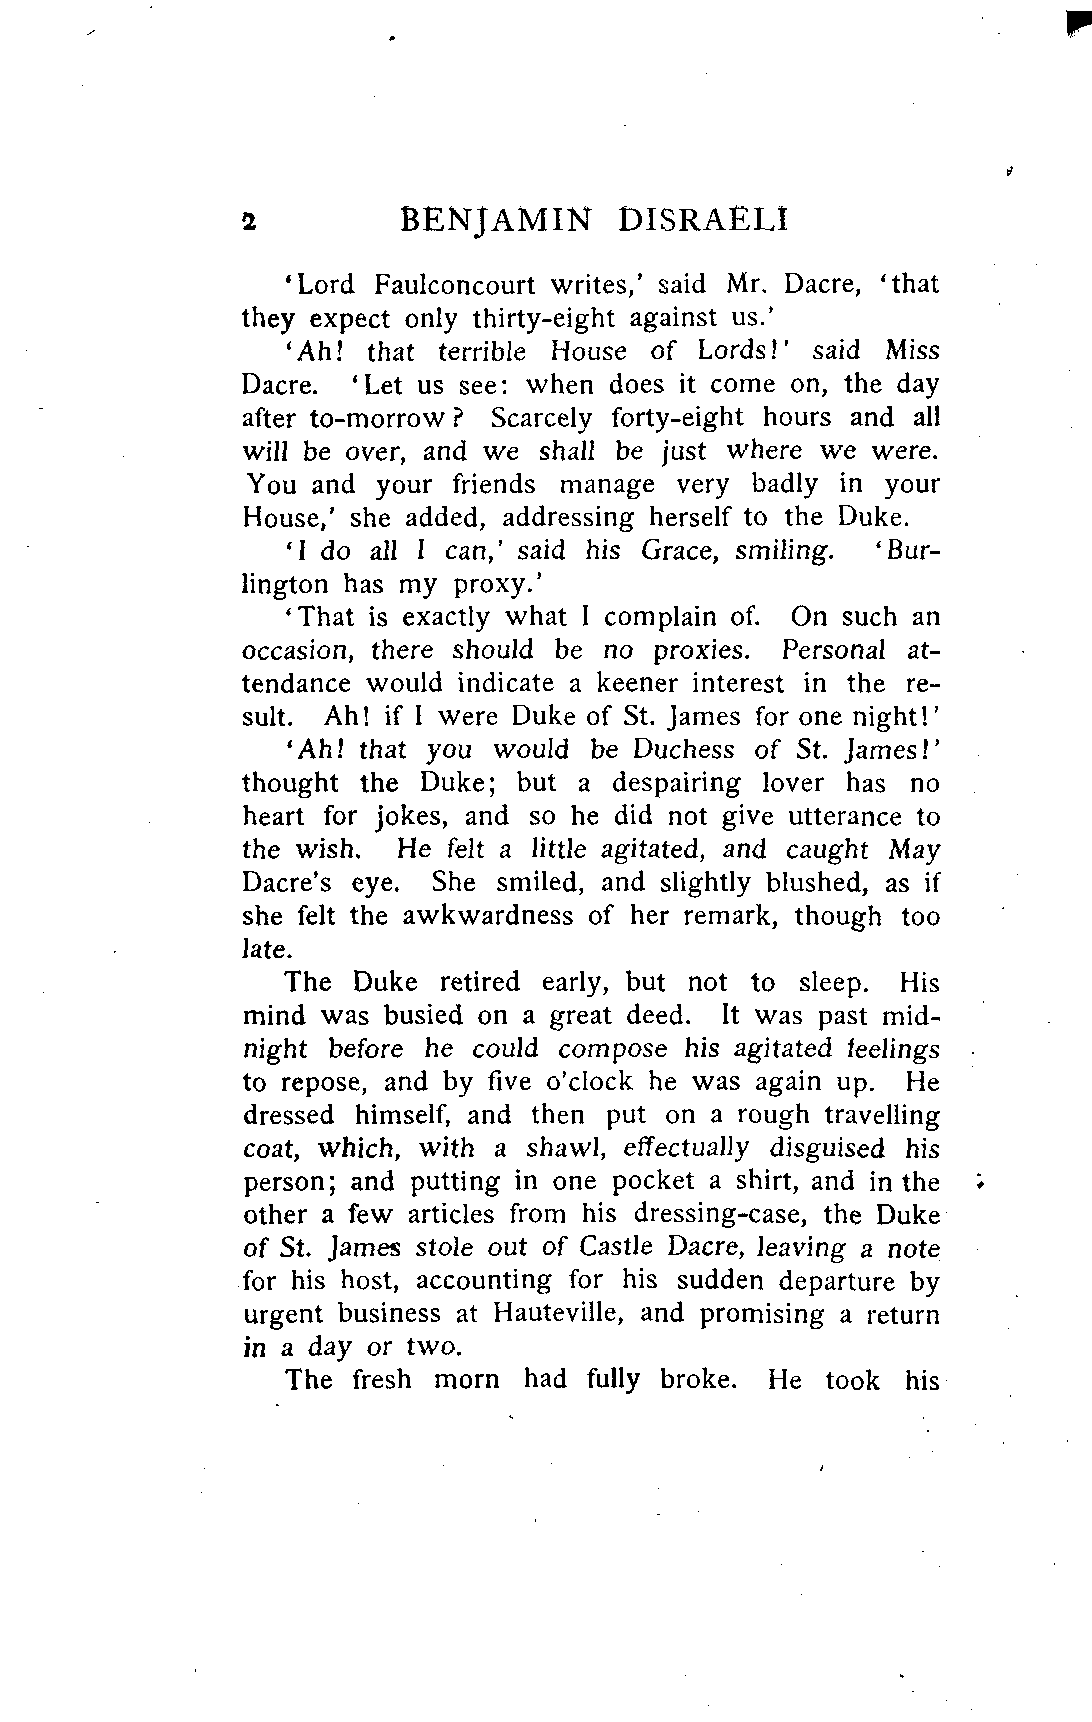 2 BENJAMIN DISRAELI
‘Lord Faulconcourt writes,’ said Mr. Dacre, ‘that
they expect only thirty-eight against us.’
‘Ah! that terrible House of Lords!’ said Miss
Dacre. ‘Let us see: when does it come on, the day
after to-morrow? Scarcely forty-eight hours and all
will be over, and we shall be just where we were.
You and your friends manage very badly in your
House,’ she added, addressing herself to the Duke.
‘I do all I can,’ said his Grace, smiling. ‘Bur-
lington has my proxy.’
‘That is exactly what I complain of. On such an
occasion, there should be no proxies. Personal at-
tendance would indicate a keener interest in the re-
sult. Ah! if I were Duke of St. James for one night!’
‘Ah! that you would be Duchess of St. James!’
thought the Duke; but a despairing lover has no
heart for jokes, and so he did not give utterance to
the wish. He felt a little agitated, and caught May
Dacre’s eye. She smiled, and slightly blushed, as if
she felt the awkwardness of her remark, though too
late.
The Duke retired early, but not to sleep. His
mind was busied on a great deed. It was past mid-
night before he could compose his agitated feelings
to repose, and by five o’clock he was again up. He
dressed himself, and then put on a rough travelling
coat, which, with a shawl, effectually disguised his
person; and putting in one pocket a shirt, and in the
other a few articles from his dressing-case, the Duke
of St. James stole out of Castle Dacre, leaving a note
for his host, accounting for his sudden departure by
urgent business at Hauteville, and promising a return
in a day or two.
The fresh morn had fully broke. He took his